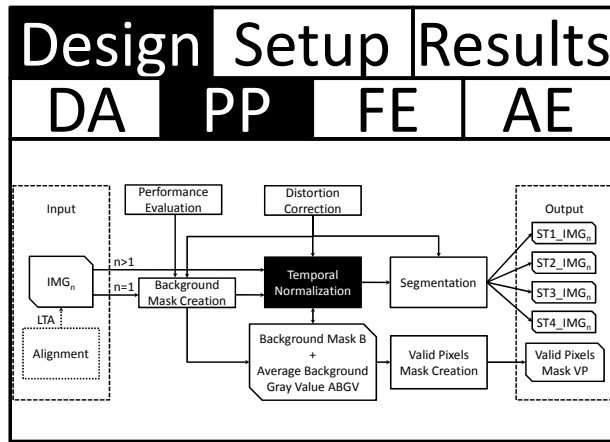 Design Setup Results
DA PP FE AE
Input
Performance
Evaluation
Distortion
Correction
Output
IMGn
n>1
n=1
LTA
Alignment
Background
Mask Creation
Temporal
Normalization
Segmentation
ST1_IMGn
ST2_IMGn
ST3_IMGn
ST4_IMGn
Background Mask B
+
Average Background
Gray Value ABGV
Valid Pixels
Mask Creation
Valid Pixels
Mask VP